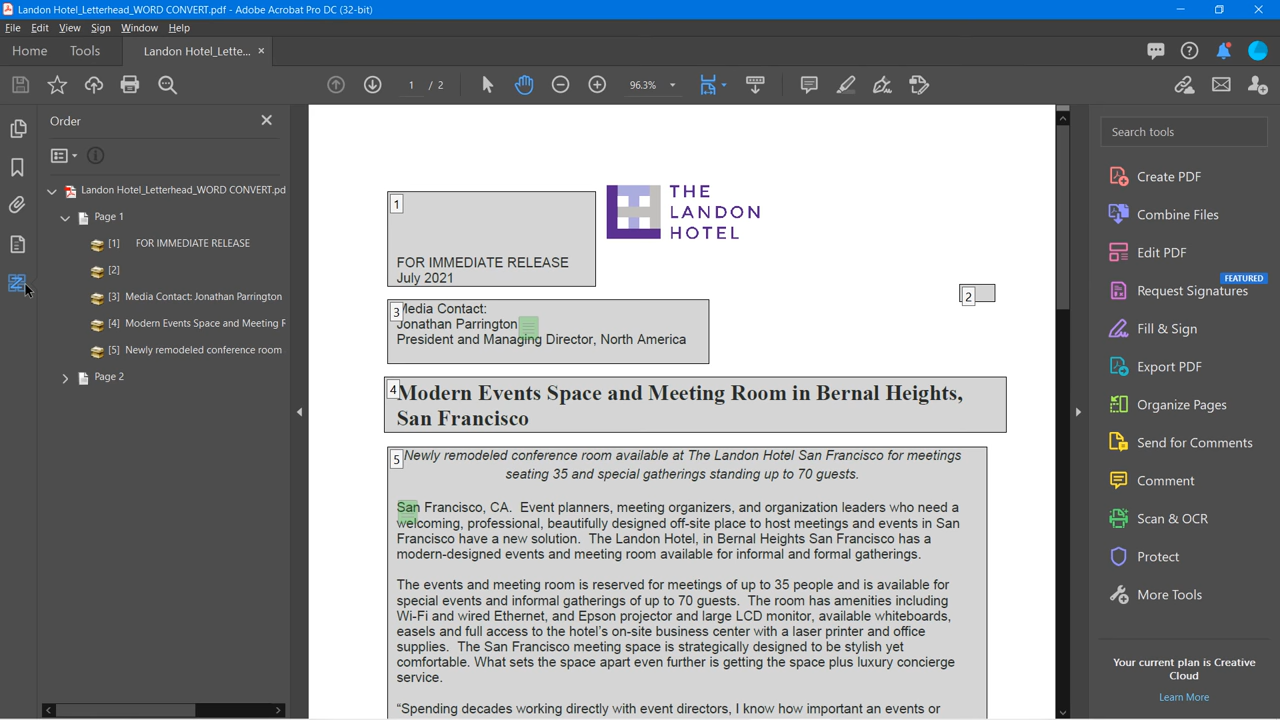 Landon Hotel_Letterhead_WORD CONVERT.pdf - Adobe Acrobat Pro DC (32-bit)
File Edit View Sign Window Help
Home Tools Landon Hotel_Lette... ×
1 / 2 96.3%
Order
Landon Hotel_Letterhead_WORD CONVERT.pd
Page 1
[1] FOR IMMEDIATE RELEASE
[2]
[3] Media Contact: Jonathan Parrington
[4] Modern Events Space and Meeting R
[5] Newly remodeled conference room
Page 2
THE
LANDON
HOTEL
1
FOR IMMEDIATE RELEASE
July 2021
2
3 Media Contact:
Jonathan Parrington
President and Managing Director, North America
4 Modern Events Space and Meeting Room in Bernal Heights,
San Francisco
5 Newly remodeled conference room available at The Landon Hotel San Francisco for meetings
seating 35 and special gatherings standing up to 70 guests.
San Francisco, CA. Event planners, meeting organizers, and organization leaders who need a
welcoming, professional, beautifully designed off-site place to host meetings and events in San
Francisco have a new solution. The Landon Hotel, in Bernal Heights San Francisco has a
modern-designed events and meeting room available for informal and formal gatherings.
The events and meeting room is reserved for meetings of up to 35 people and is available for
special events and informal gatherings of up to 70 guests. The room has amenities including
Wi-Fi and wired Ethernet, and Epson projector and large LCD monitor, available whiteboards,
easels and full access to the hotel's on-site business center with a laser printer and office
supplies. The San Francisco meeting space is strategically designed to be stylish yet
comfortable. What sets the space apart even further is getting the space plus luxury concierge
service.
“Spending decades working directly with event directors, I know how important an events or
Search tools
Create PDF
Combine Files
Edit PDF
FEATURED
Request Signatures
Fill & Sign
Export PDF
Organize Pages
Send for Comments
Comment
Scan & OCR
Protect
More Tools
Your current plan is Creative
Cloud
Learn More